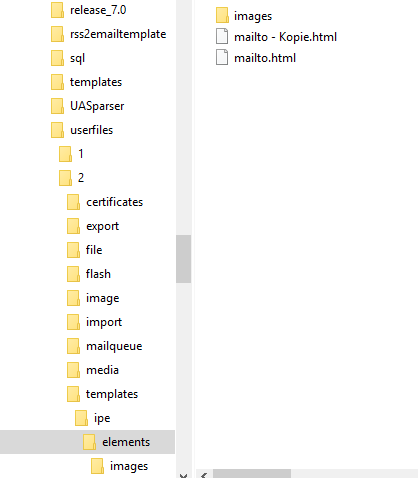 release_7.0
rss2emailtemplate
sql
templates
UASparser
userfiles
1
2
certificates
export
file
flash
image
import
mailqueue
media
templates
ipe
elements
images
images
mailto - Kopie.html
mailto.html